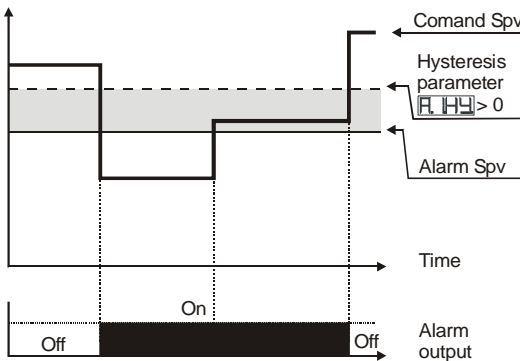 Comand Spv
Hysteresis
parameter
A.HY > 0
Alarm Spv
Time
On
Off
Off
Alarm
output